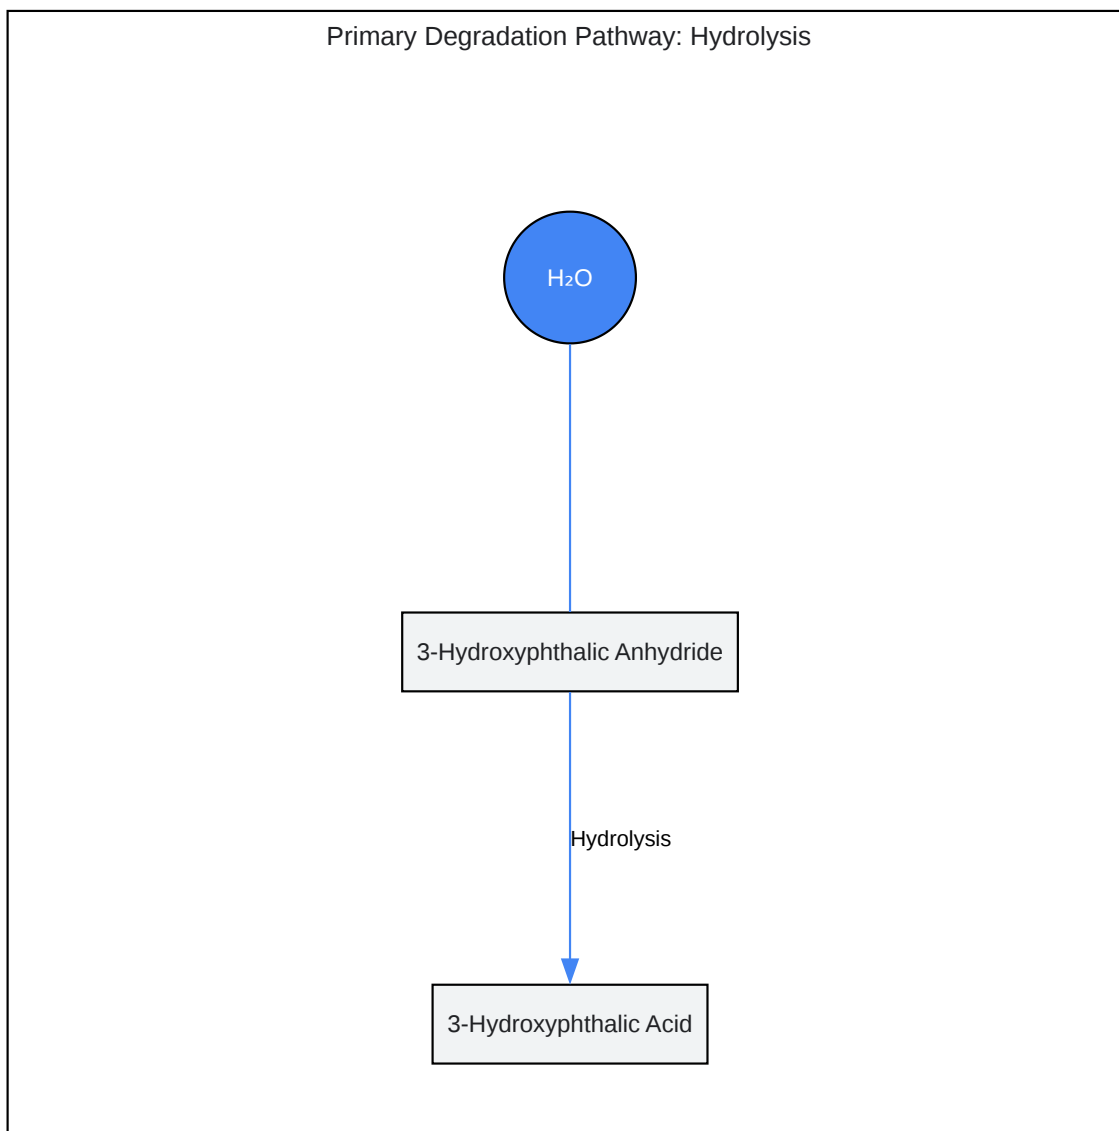 Primary Degradation Pathway: Hydrolysis
H₂O
3-Hydroxyphthalic Anhydride
Hydrolysis
3-Hydroxyphthalic Acid